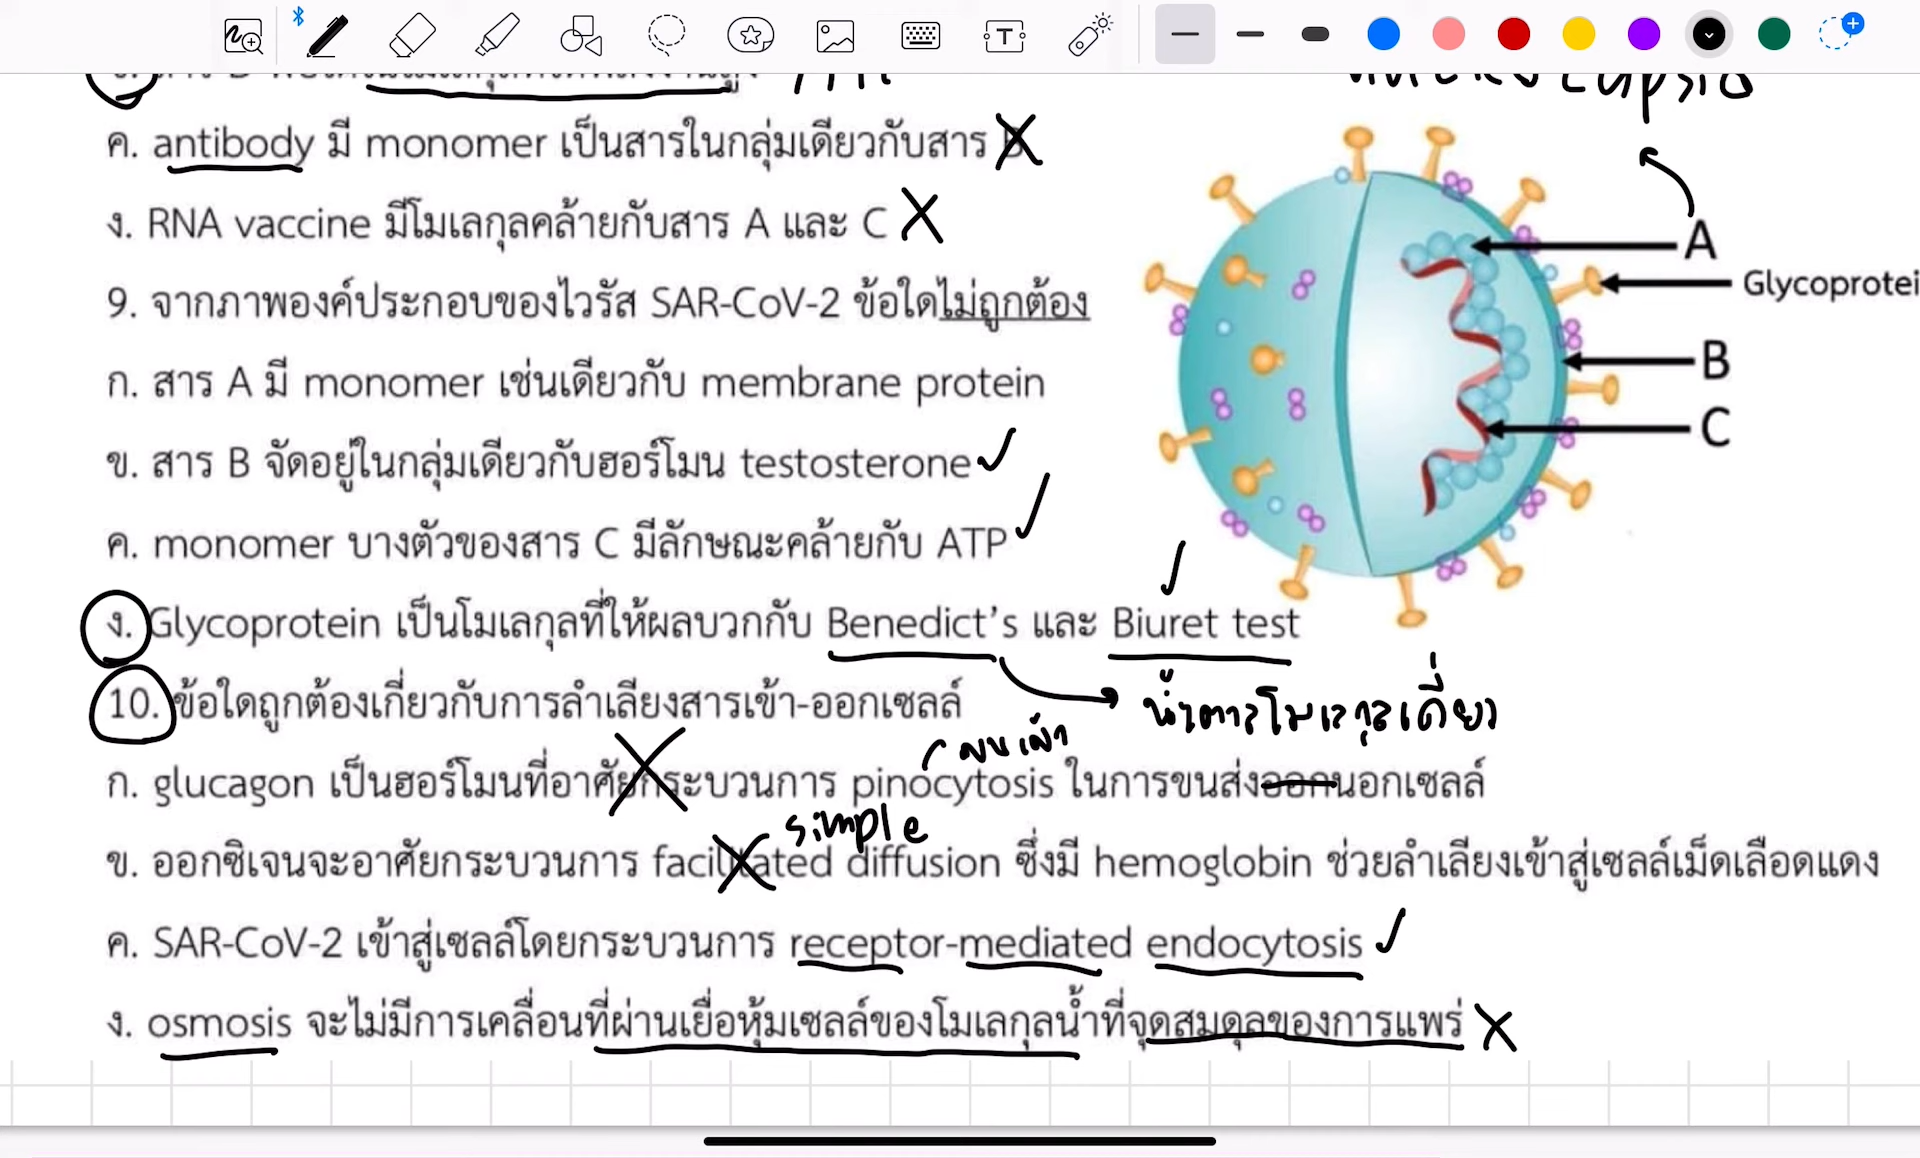 ค. antibody มี monomer เป็นสารในกลุ่มเดียวกับสาร B
ง. RNA vaccine มีโมเลกุลคล้ายกับสาร A และ C
9. จากภาพองค์ประกอบของไวรัส SAR-CoV-2 ข้อใดไม่ถูกต้อง
ก. สาร A มี monomer เช่นเดียวกับ membrane protein
ข. สาร B จัดอยู่ในกลุ่มเดียวกับฮอร์โมน testosterone
ค. monomer บางตัวของสาร C มีลักษณะคล้ายกับ ATP
A
Glycoprotei
B
C
ง. Glycoprotein เป็นโมเลกุลที่ให้ผลบวกกับ Benedict's และ Biuret test
น้ำตาลโมเลกุลเดี่ยว
10. ข้อใดถูกต้องเกี่ยวกับการลำเลียงสารเข้า-ออกเซลล์
ก. glucagon เป็นฮอร์โมนที่อาศัยกระบวนการ pinocytosis ในการขนส่งออกนอกเซลล์
simple
ข. ออกซิเจนจะอาศัยกระบวนการ facilitated diffusion ซึ่งมี hemoglobin ช่วยลำเลียงเข้าสู่เซลล์เม็ดเลือดแดง
ค. SAR-CoV-2 เข้าสู่เซลล์โดยกระบวนการ receptor-mediated endocytosis
ง. osmosis จะไม่มีการเคลื่อนที่ผ่านเยื่อหุ้มเซลล์ของโมเลกุลน้ำที่จุดสมดุลของการแพร่